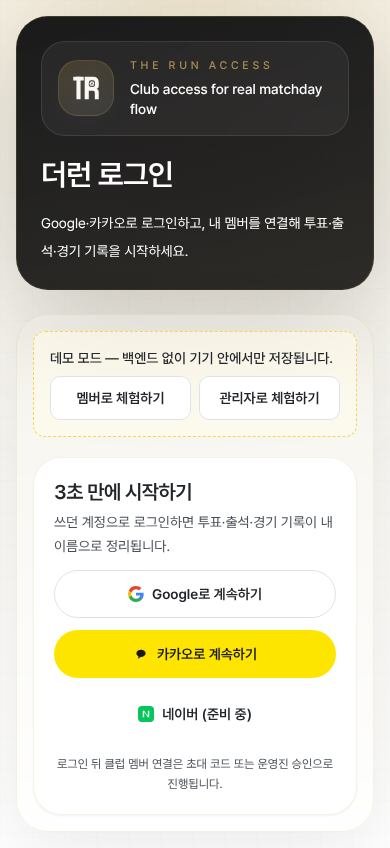 TR
THE RUN ACCESS
Club access for real matchday
flow
더런 로그인
Google·카카오로 로그인하고, 내 멤버를 연결해 투표·출
석·경기 기록을 시작하세요.
데모 모드 — 백엔드 없이 기기 안에서만 저장됩니다.
멤버로 체험하기
관리자로 체험하기
3초 만에 시작하기
쓰던 계정으로 로그인하면 투표·출석·경기 기록이 내
이름으로 정리됩니다.
Google로 계속하기
카카오로 계속하기
N 네이버 (준비 중)
로그인 뒤 클럽 멤버 연결은 초대 코드 또는 운영진 승인으로
진행됩니다.